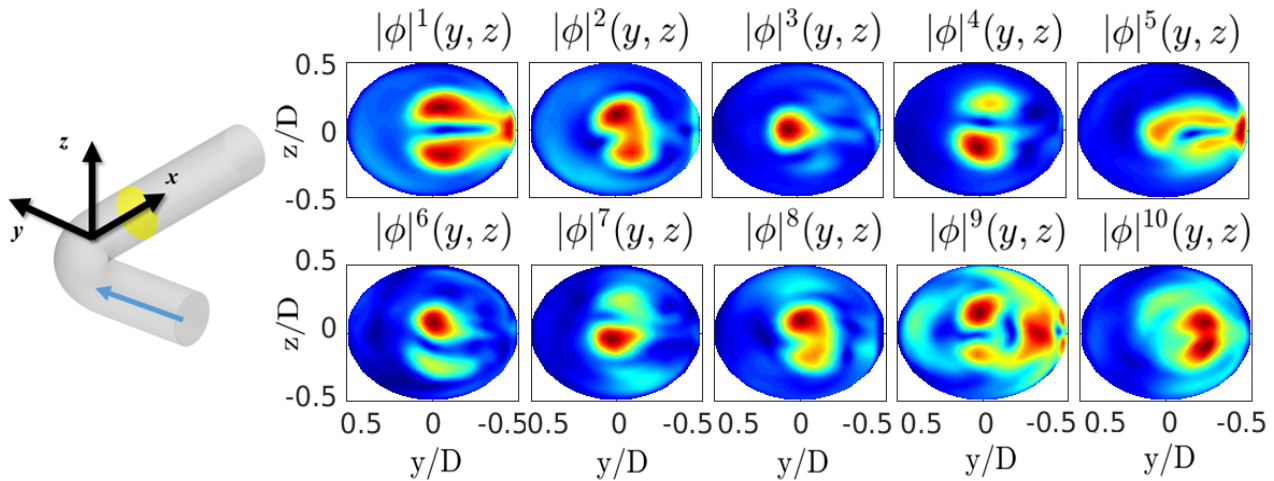 |ϕ|¹(y, z) |ϕ|²(y, z) |ϕ|³(y, z) |ϕ|⁴(y, z) |ϕ|⁵(y, z)
0.5
0
-0.5
z/D
z
x
y
|ϕ|⁶(y, z) |ϕ|⁷(y, z) |ϕ|⁸(y, z) |ϕ|⁹(y, z) |ϕ|¹⁰(y, z)
0.5
0
-0.5
z/D
0.5 0 -0.5 0.5 0 -0.5 0.5 0 -0.5 0.5 0 -0.5 0.5 0 -0.5
y/D y/D y/D y/D y/D